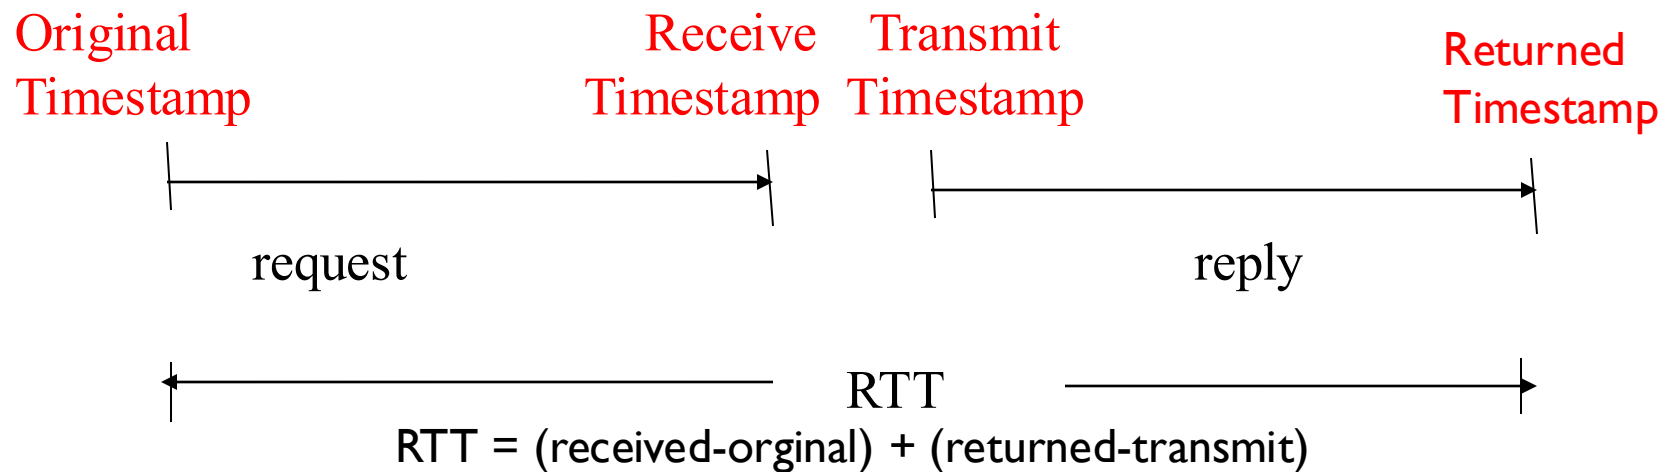 Original
Timestamp
Receive
Timestamp
Transmit
Timestamp
Returned
Timestamp
request
reply
RTT
RTT = (received-orginal) + (returned-transmit)